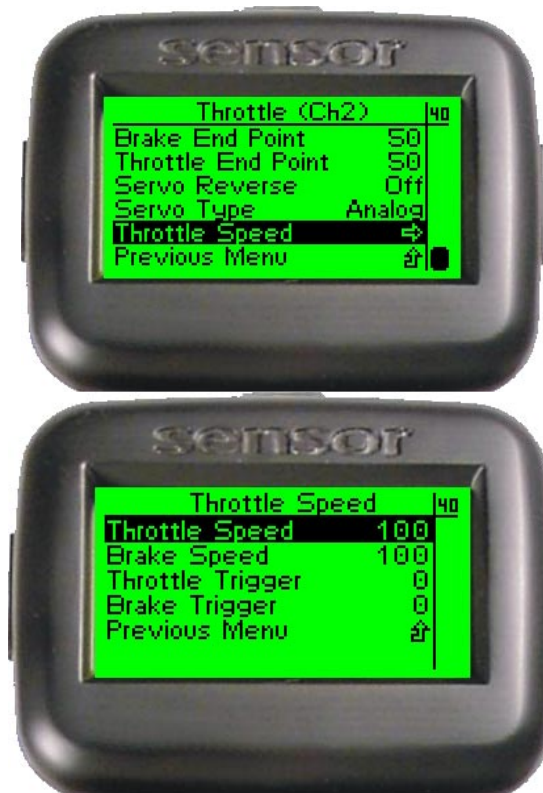 sensor
Throttle (Ch2) 40
Brake End Point 50
Throttle End Point 50
Servo Reverse Off
Servo Type Analog
Throttle Speed ⇨
Previous Menu
sensor
Throttle Speed 40
Throttle Speed 100
Brake Speed 100
Throttle Trigger 0
Brake Trigger 0
Previous Menu